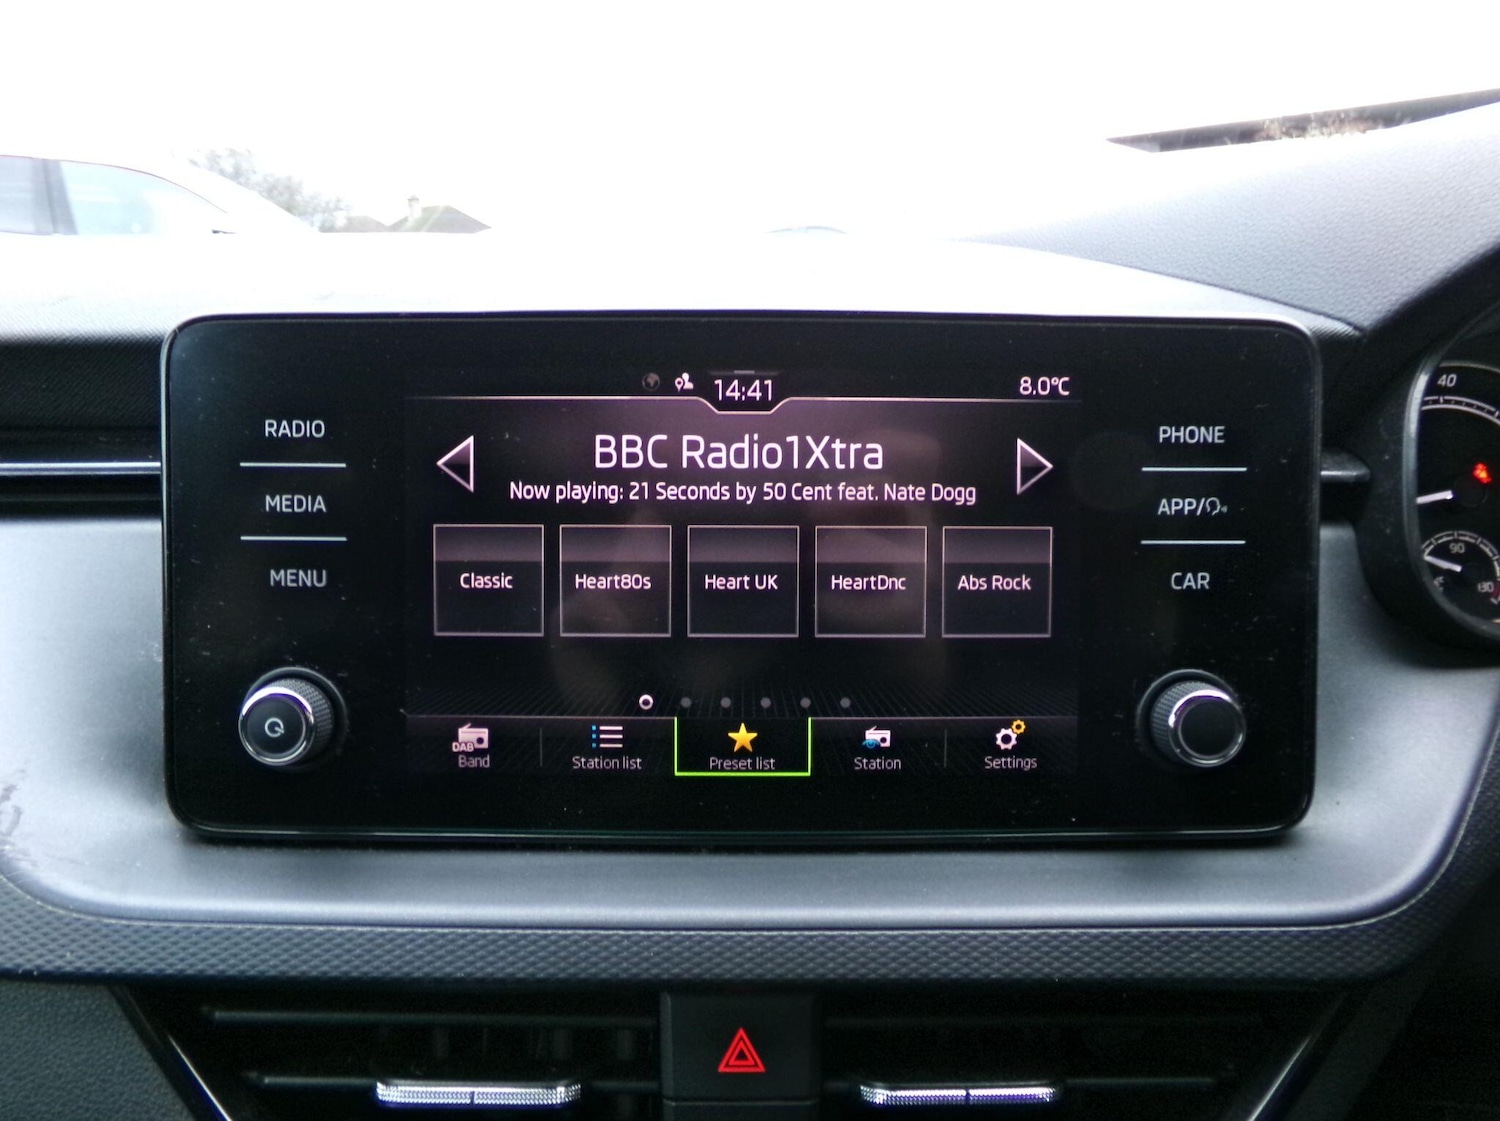 14:41
8.0°C
RADIO
MEDIA
MENU
BBC Radio1Xtra
Now playing: 21 Seconds by 50 Cent feat. Nate Dogg
Classic
Heart80s
Heart UK
HeartDnc
Abs Rock
DAB
Band
Station list
Preset list
Station
Settings
PHONE
APP/
CAR
40
90
130